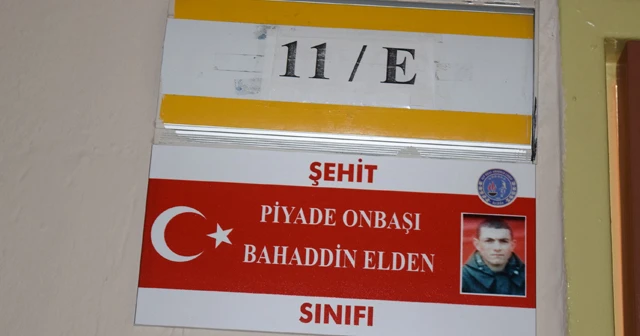 11 / E
ŞEHİT
PİYADE ONBAŞI
BAHADDİN ELDEN
SINIFI